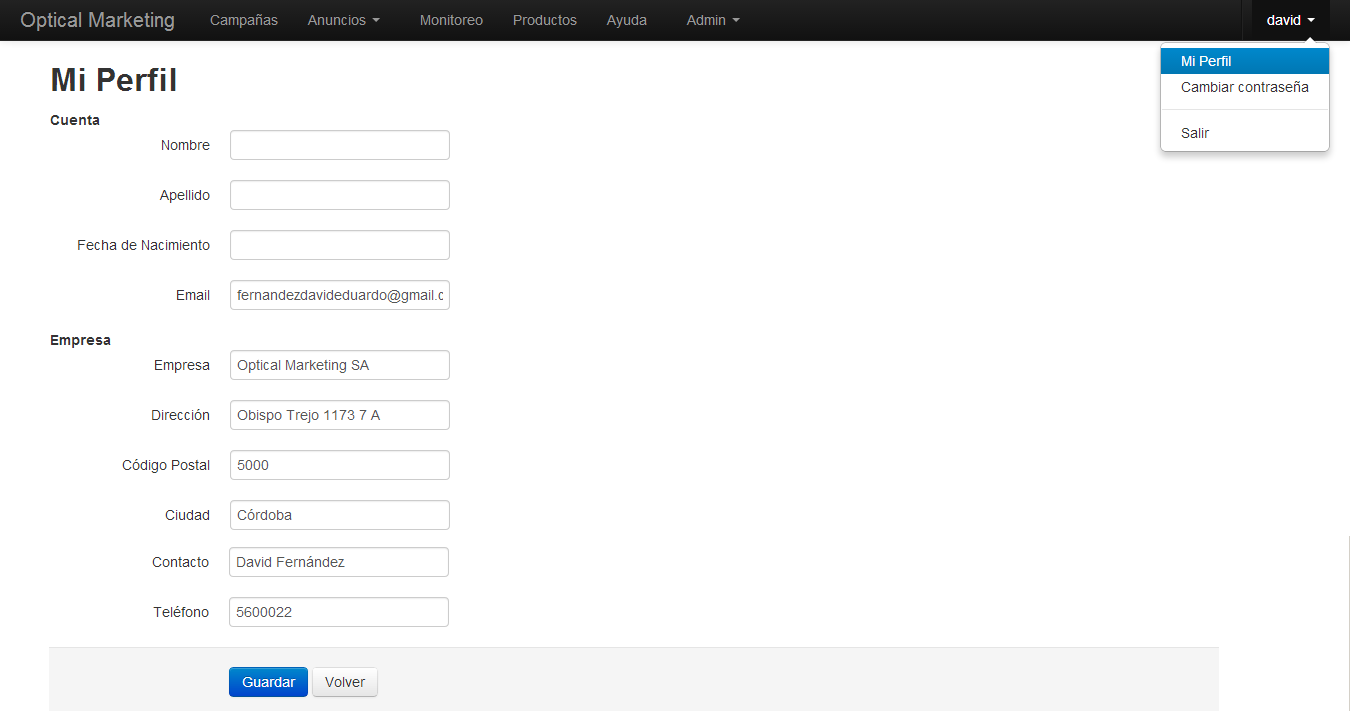 Optical Marketing Campañas Anuncios Monitoreo Productos Ayuda Admin david
Mi Perfil
Cambiar contraseña
Salir
Mi Perfil
Cuenta
Nombre
Apellido
Fecha de Nacimiento
Email fernandezdavideduardo@gmail.c
Empresa
Empresa Optical Marketing SA
Dirección Obispo Trejo 1173 7 A
Código Postal 5000
Ciudad Córdoba
Contacto David Fernández
Teléfono 5600022
Guardar Volver